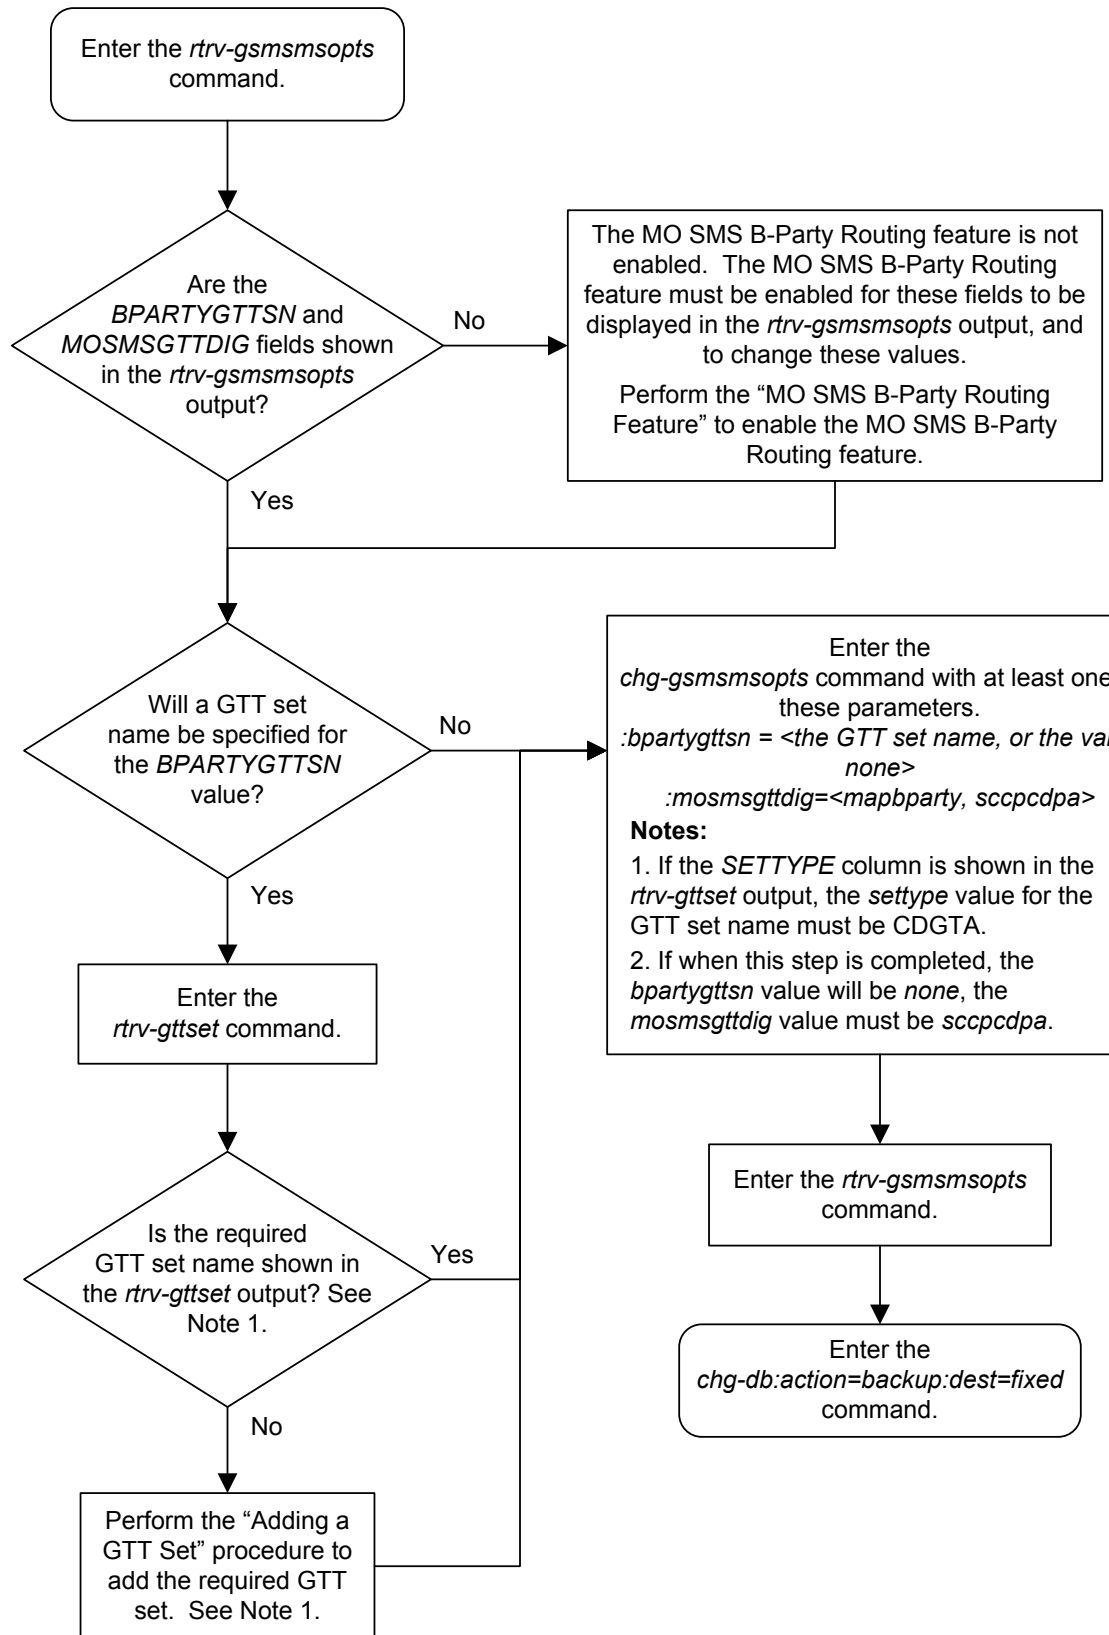 Enter the rtrv-gsmsmsopts
command.
Are the
BPARTYGTTSN and
MOSMSGTTDIG fields shown
in the rtrv-gsmsmsopts
output?
No
The MO SMS B-Party Routing feature is not
enabled.  The MO SMS B-Party Routing
feature must be enabled for these fields to be
displayed in the rtrv-gsmsmsopts output, and
to change these values.
Perform the “MO SMS B-Party Routing
Feature” to enable the MO SMS B-Party
Routing feature.
Yes
Will a GTT set
name be specified for
the BPARTYGTTSN
value?
No
Yes
Enter the
rtrv-gttset command.
Is the required
GTT set name shown in
the rtrv-gttset output? See
Note 1.
Yes
No
Perform the “Adding a
GTT Set” procedure to
add the required GTT
set.  See Note 1.
Enter the
chg-gsmsmsopts command with at least one
these parameters.
:bpartygttsn = <the GTT set name, or the
none>
:mosmsgttdig=<mapbparty, sccpcdpa>
Notes:
1. If the SETTYPE column is shown in the
rtrv-gttset output, the settype value for the
GTT set name must be CDGTA.
2. If when this step is completed, the
bpartygttsn value will be none, the
mosmsgttdig value must be sccpcdpa.
Enter the rtrv-gsmsmsopts
command.
Enter the
chg-db:action=backup:dest=fixed
command.